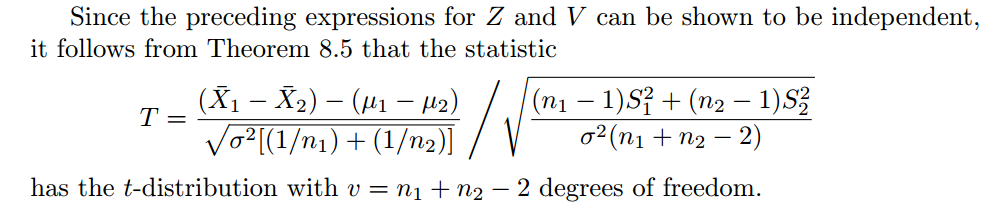 Since the preceding expressions for Z and V can be shown to be independent,
it follows from Theorem 8.5 that the statistic
T = \frac{(\bar{X}_1 - \bar{X}_2) - (\mu_1 - \mu_2)}{\sqrt{\sigma^2[(1/n_1) + (1/n_2)]}} \Big/ \sqrt{\frac{(n_1 - 1)S_1^2 + (n_2 - 1)S_2^2}{\sigma^2(n_1 + n_2 - 2)}}
has the t-distribution with v = n_1 + n_2 - 2 degrees of freedom.